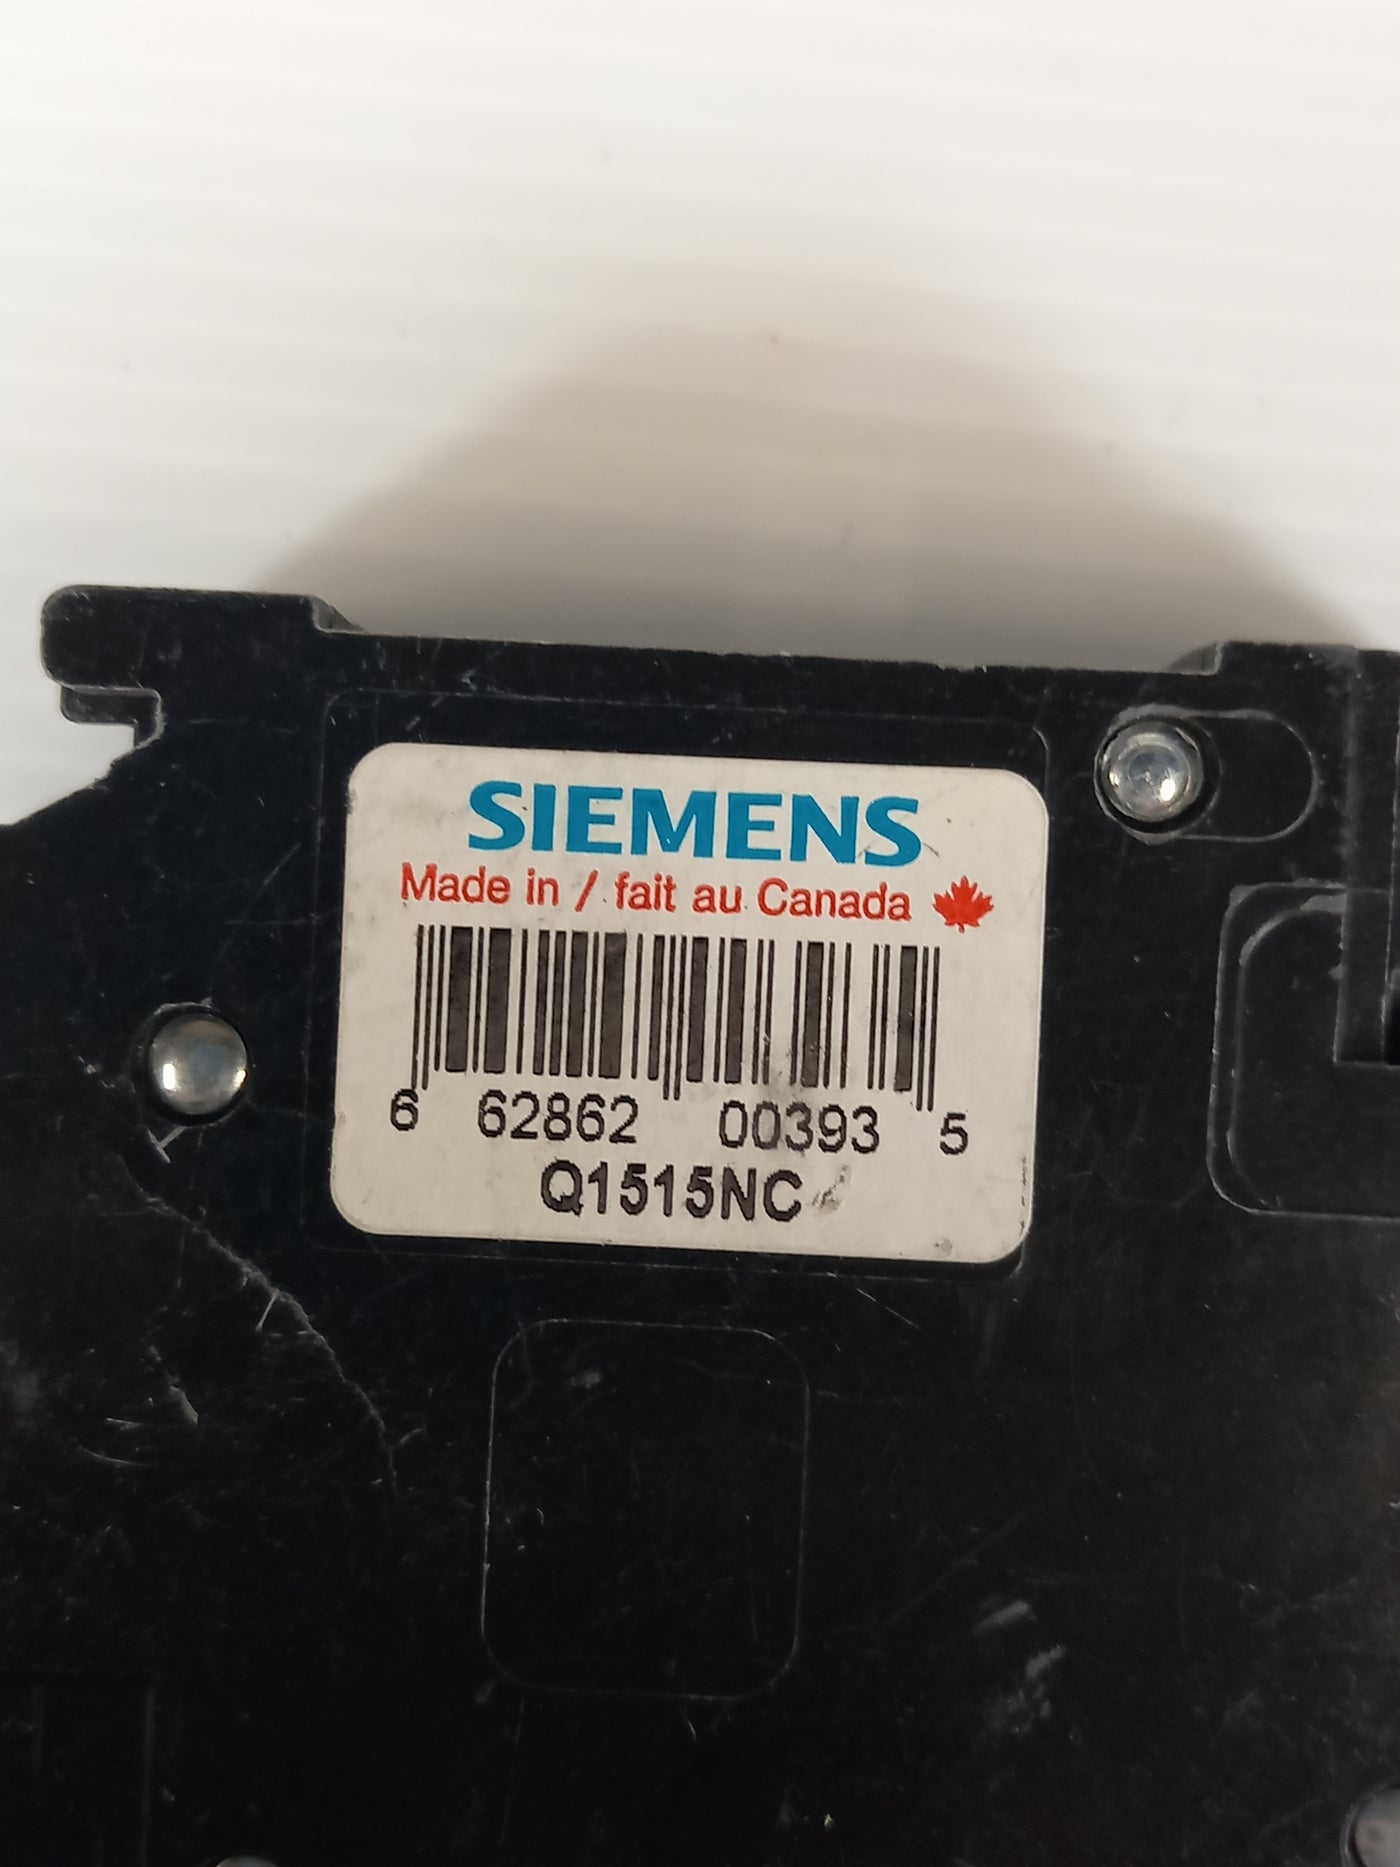 SIEMENS
Made in / fait au Canada
6 62862 00393 5
Q1515NC